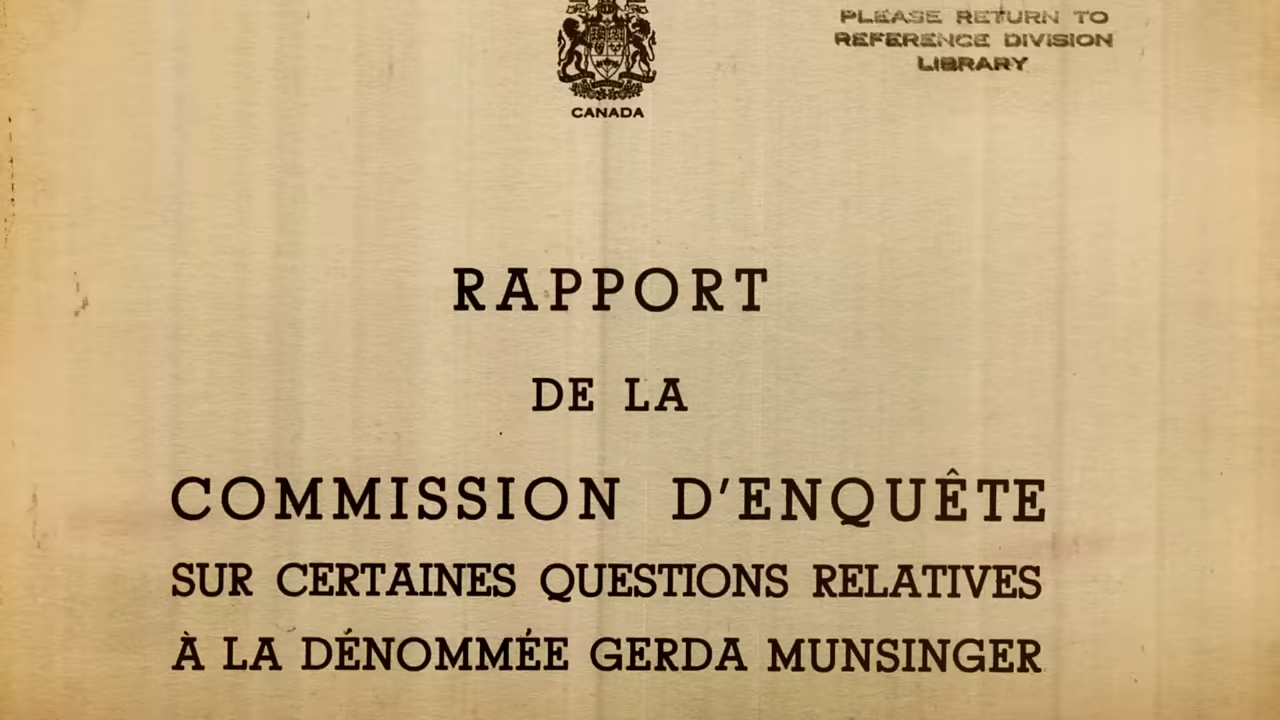 PLEASE RETURN TO
REFERENCE DIVISION
LIBRARY
CANADA
RAPPORT
DE LA
COMMISSION D'ENQUÊTE
SUR CERTAINES QUESTIONS RELATIVES
À LA DÉNOMMÉE GERDA MUNSINGER